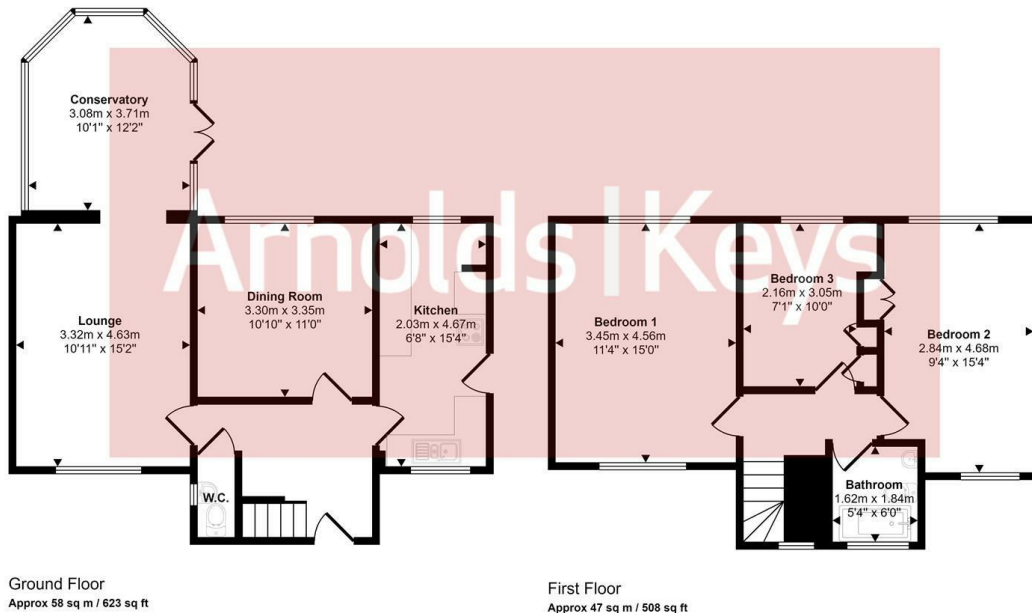 Conservatory
3.08m x 3.71m
10'1" x 12'2"
Arnolds|Keys
Lounge
3.32m x 4.63m
10'11" x 15'2"
Dining Room
3.30m x 3.35m
10'10" x 11'0"
Kitchen
2.03m x 4.67m
6'8" x 15'4"
W.C.
Ground Floor
Approx 58 sq m / 623 sq ft
Bedroom 1
3.45m x 4.56m
11'4" x 15'0"
Bedroom 3
2.16m x 3.05m
7'1" x 10'0"
Bedroom 2
2.84m x 4.68m
9'4" x 15'4"
Bathroom
1.62m x 1.84m
5'4" x 6'0"
First Floor
Approx 47 sq m / 508 sq ft